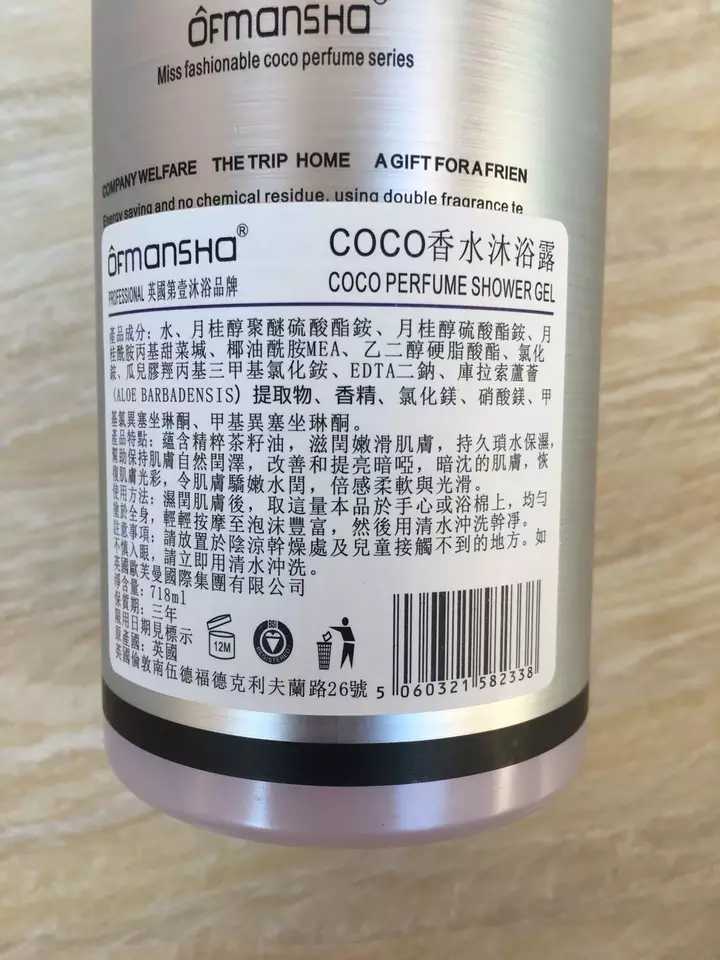 ÔFmansHa®
Miss fashionable coco perfume series
COMPANY WELFARE THE TRIP HOME A GIFT FOR A FRIEN
Energy saving and no chemical residue, using double fragrance te
ÔFmansHa®
COCO香水沐浴露
PROFESSIONAL 英國第壹沐浴品牌
COCO PERFUME SHOWER GEL
產品成分：水、月桂醇聚醚硫酸酯銨、月桂醇硫酸酯銨、月
桂酰胺丙基甜菜堿、椰油酰胺MEA、乙二醇硬脂酸酯、氯化
銨、瓜兒膠羥丙基三甲基氯化銨、EDTA二鈉、庫拉索蘆薈
(ALOE BARBADENSIS）提取物、香精、氯化鎂、硝酸鎂、甲
基氯異塞坐琳酮、甲基異塞坐琳酮。
產品特點：蘊含精粹茶籽油，滋閏嫩滑肌膚，持久瑣水保濕，
幫助保持肌膚自然閏澤，改善和提亮暗啞，暗沈的肌膚，恢
復肌膚光彩，令肌膚驕嫩水閏，倍感柔軟與光滑。
使用方法：濕閏肌膚後，取這量本品於手心或浴棉上，均勻
塗於全身，輕輕按摩至泡沫豐富，然後用清水沖洗幹凈。
註意事項：請放置於陰涼幹燥處及兒童接觸不到的地方。如
不慎入眼，請立即用清水沖洗。
英國歐芙曼國際集團有限公司
凈含量：718ml
保質期：三年
限用日期見標示
原產國：英國
英國倫敦南伍德福德克利夫蘭路26號
12M
BSI
REGISTERED
5 060321 582338